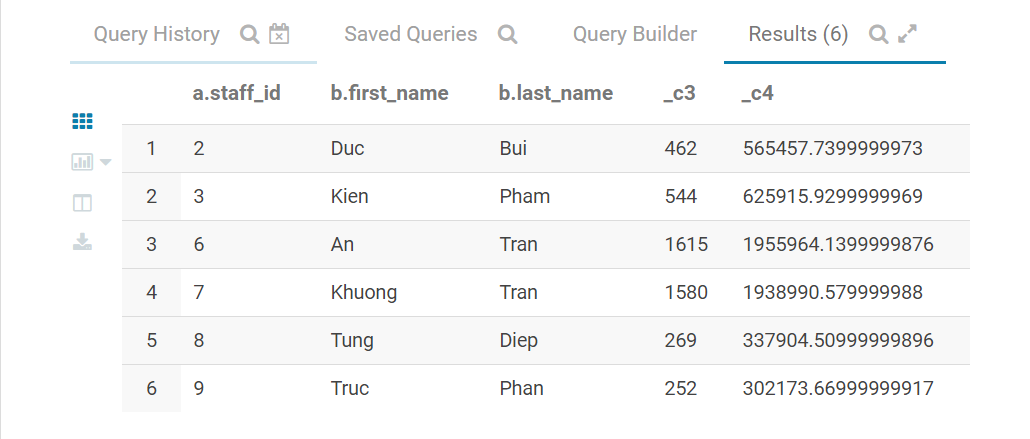 Query History Saved Queries Query Builder Results (6)
a.staff_id b.first_name b.last_name _c3 _c4
1 2 Duc Bui 462 565457.7399999973
2 3 Kien Pham 544 625915.9299999969
3 6 An Tran 1615 1955964.1399999876
4 7 Khuong Tran 1580 1938990.579999988
5 8 Tung Diep 269 337904.50999999896
6 9 Truc Phan 252 302173.66999999917